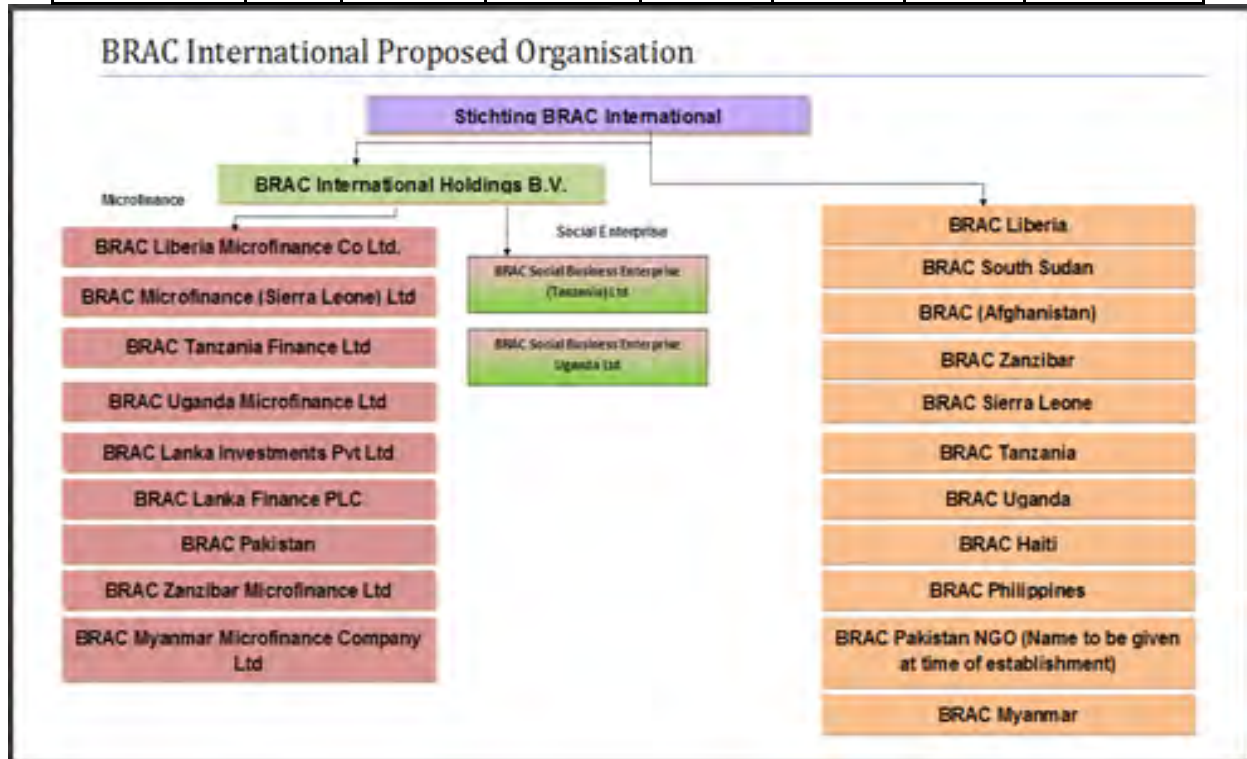 BRAC International Proposed Organisation
Stichting BRAC International
BRAC International Holdings B.V.
Microfinance
BRAC Liberia Microfinance Co Ltd.
BRAC Microfinance (Sierra Leone) Ltd
BRAC Tanzania Finance Ltd
BRAC Uganda Microfinance Ltd
BRAC Lanka Investments Pvt Ltd
BRAC Lanka Finance PLC
BRAC Pakistan
BRAC Zanzibar Microfinance Ltd
BRAC Myanmar Microfinance Company
Ltd
Social Enterprise
BRAC Social Business Enterprise
(Tanzania) Ltd
BRAC Social Business Enterprise
Uganda Ltd
BRAC Liberia
BRAC South Sudan
BRAC (Afghanistan)
BRAC Zanzibar
BRAC Sierra Leone
BRAC Tanzania
BRAC Uganda
BRAC Haiti
BRAC Philippines
BRAC Pakistan NGO (Name to be given
at time of establishment)
BRAC Myanmar